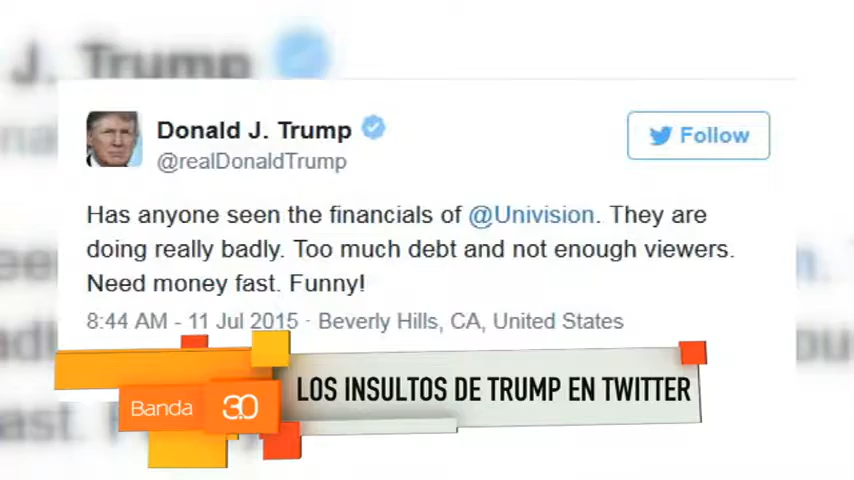 J. Trump
Donald J. Trump
@realDonaldTrump
Follow
Has anyone seen the financials of @Univision. They are
doing really badly. Too much debt and not enough viewers.
Need money fast. Funny!
8:44 AM - 11 Jul 2015 · Beverly Hills, CA, United States
LOS INSULTOS DE TRUMP EN TWITTER
Banda 3.0